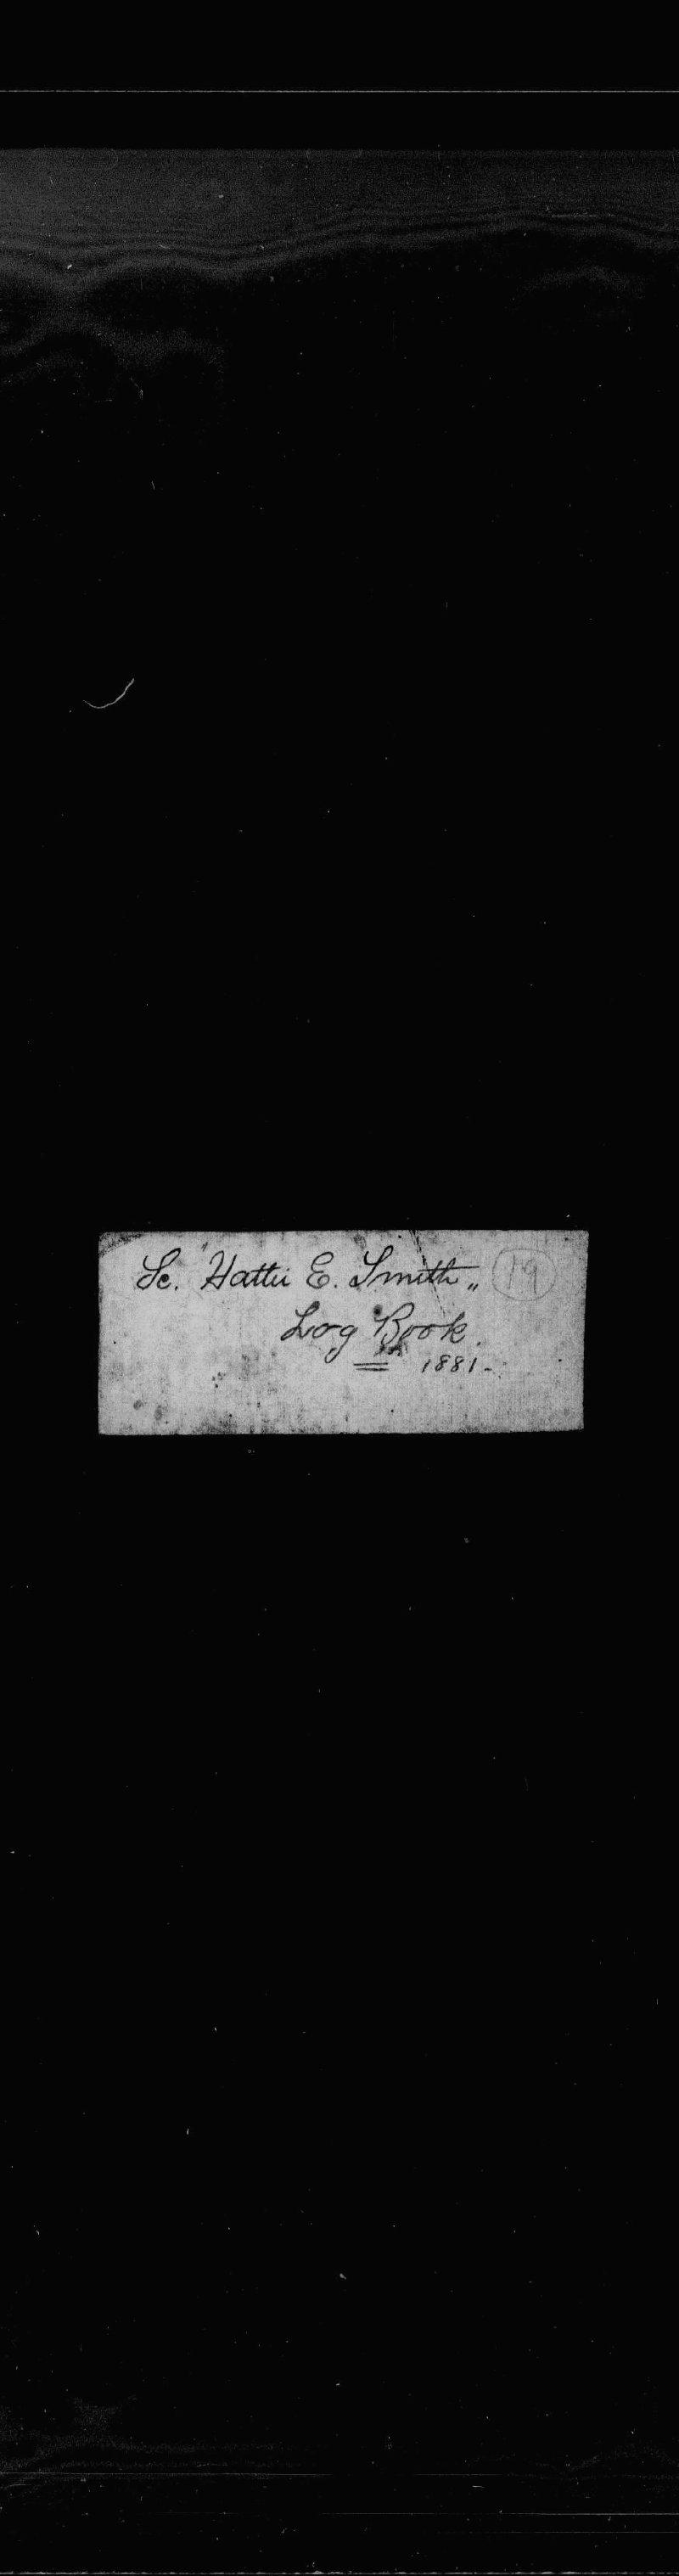 Sc. Hattie E. Smith „ 19
Log Book.
1881-